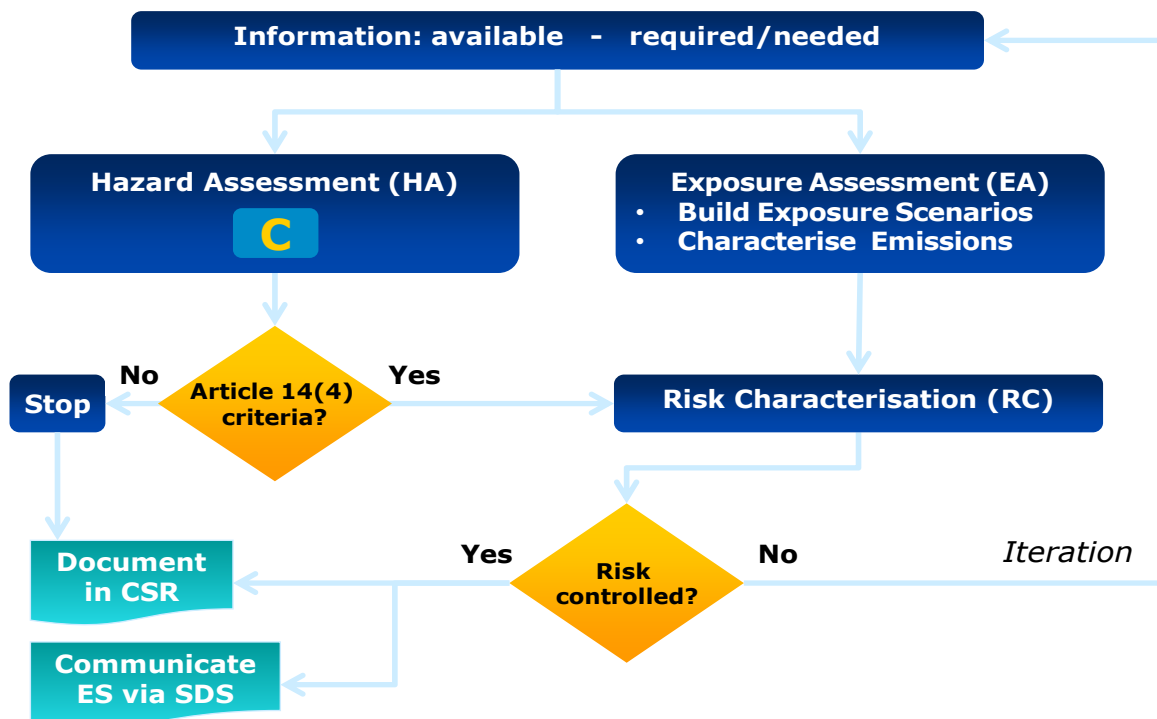 Information: available - required/needed
Hazard Assessment (HA)
C
Exposure Assessment (EA)
• Build Exposure Scenarios
• Characterise Emissions
No
Article 14(4)
criteria?
Yes
Stop
Risk Characterisation (RC)
Document
in CSR
Yes
Risk
controlled?
No
Iteration
Communicate
ES via SDS